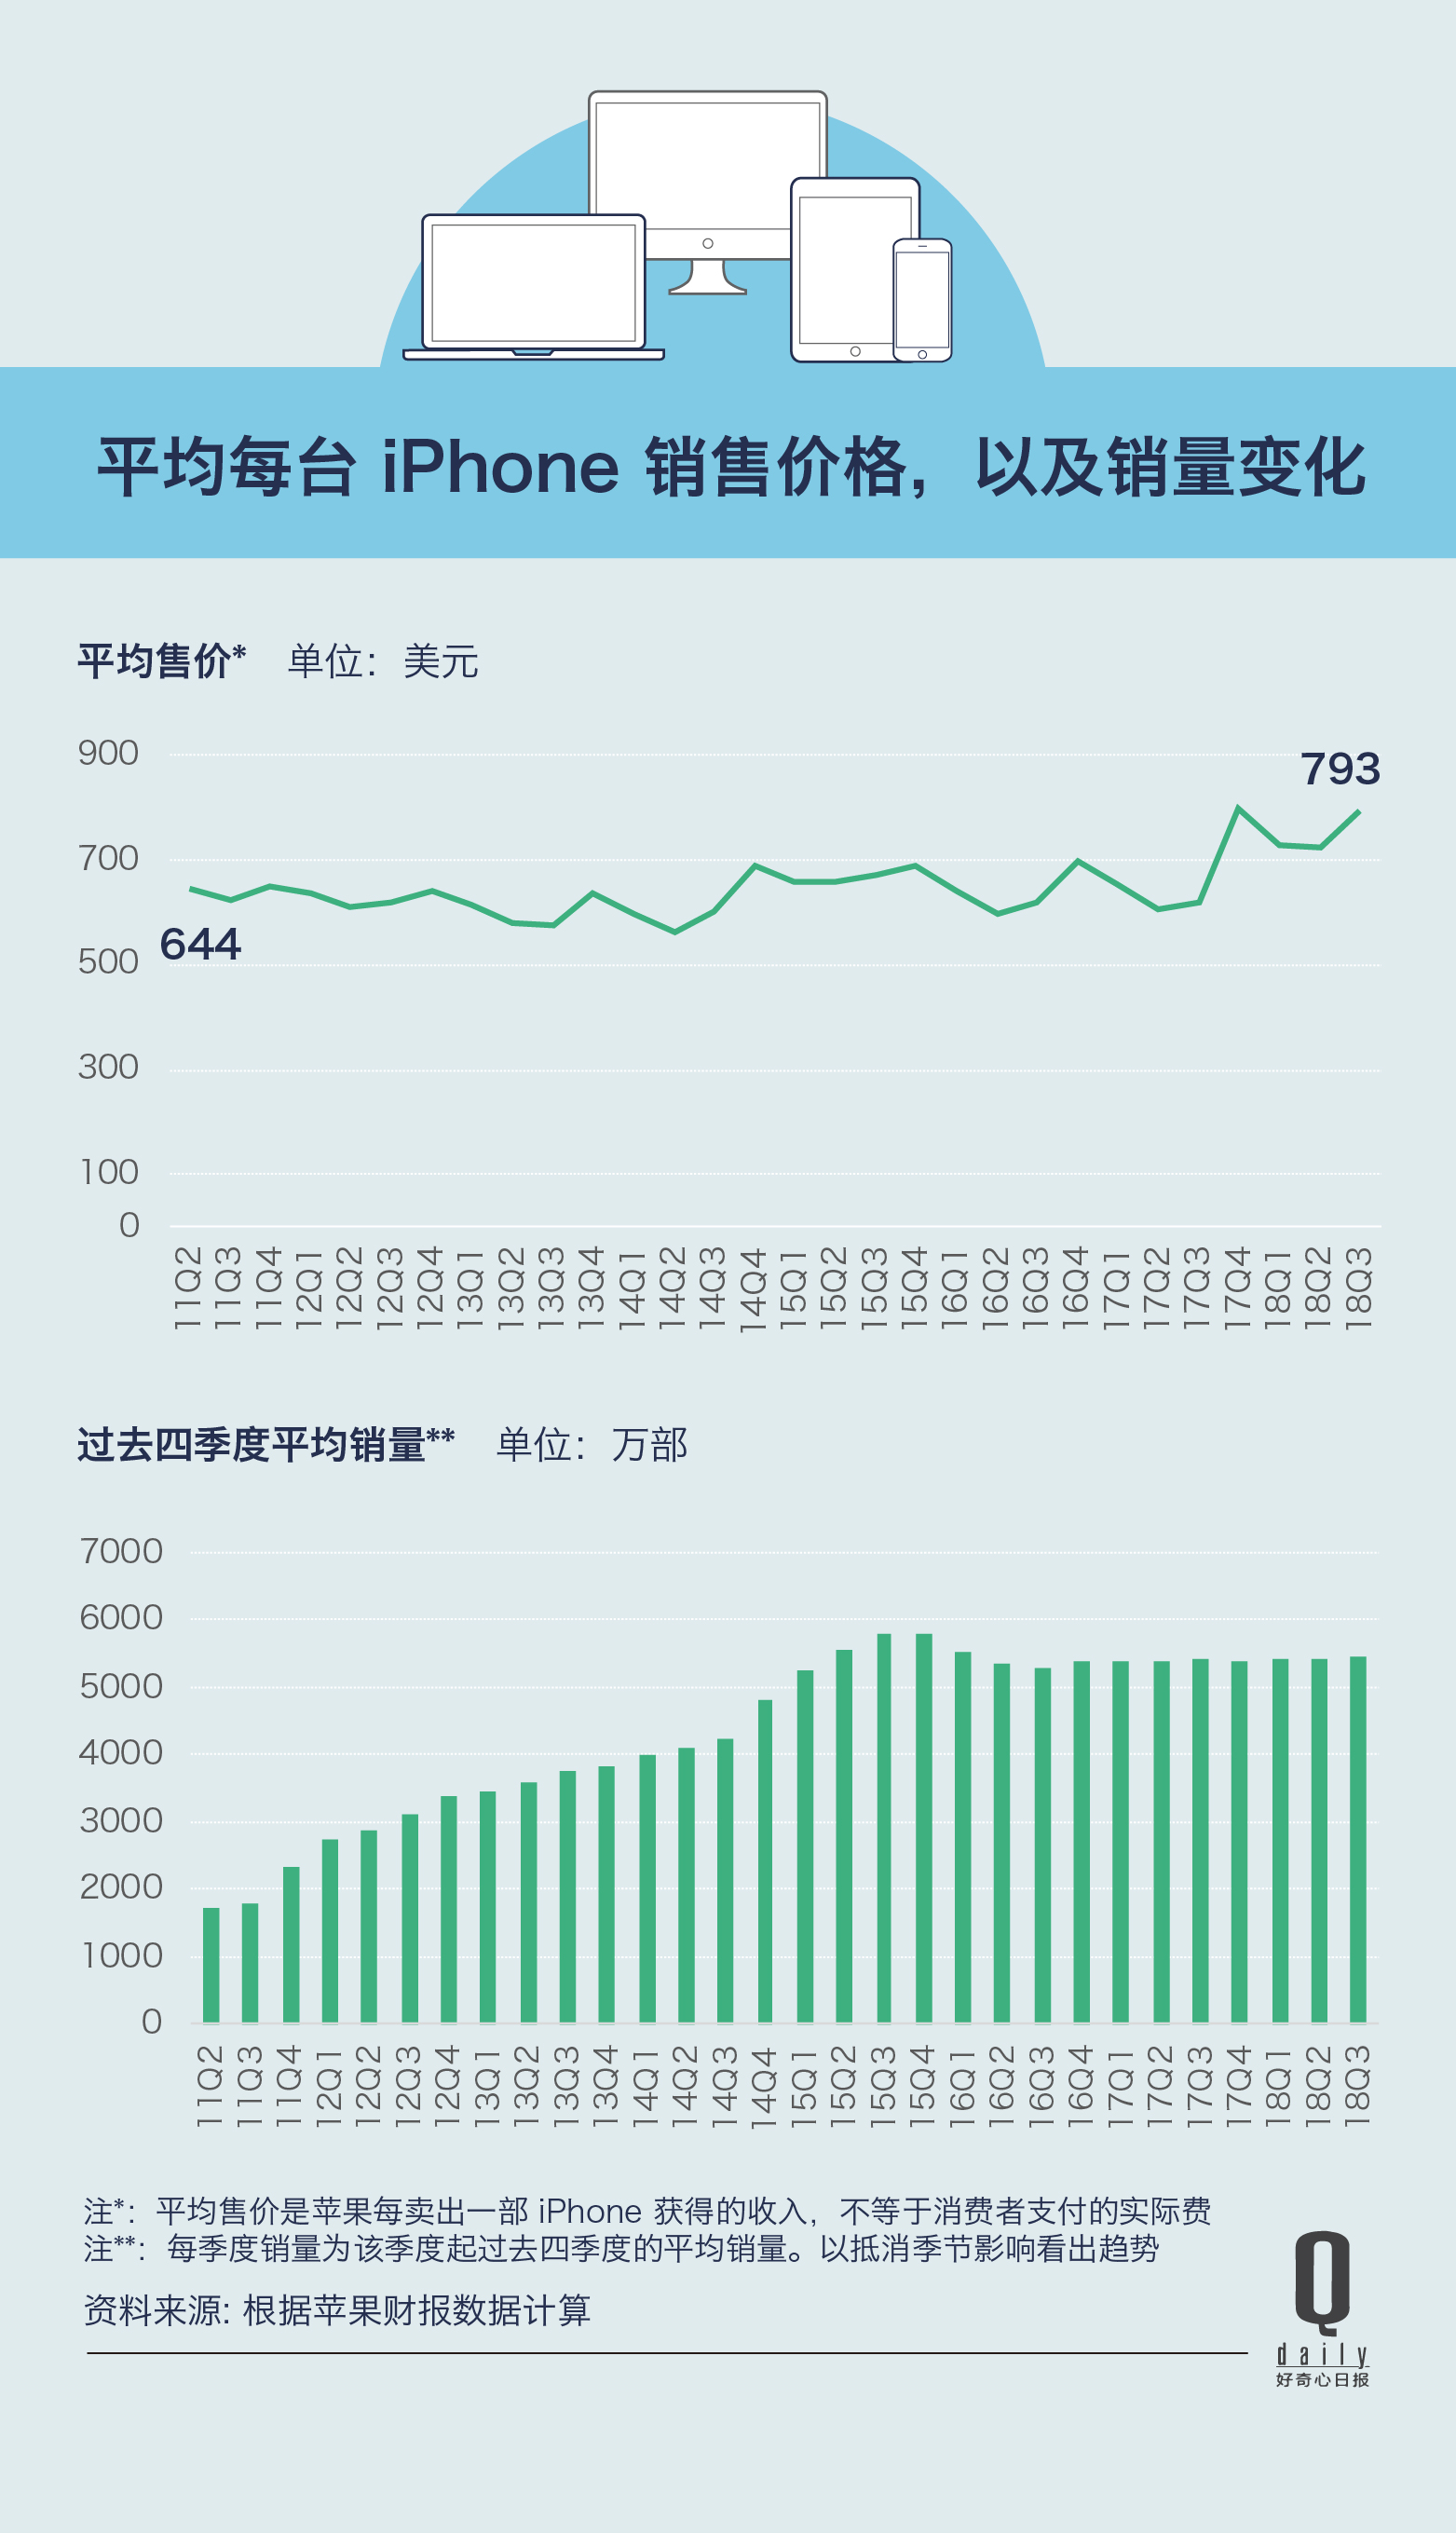 平均每台 iPhone 销售价格，以及销量变化
平均售价* 单位：美元
900
793
700
644
500
300
100
0
11Q2 11Q3 11Q4 12Q1 12Q2 12Q3 12Q4 13Q1 13Q2 13Q3 13Q4 14Q1 14Q2 14Q3 14Q4 15Q1 15Q2 15Q3 15Q4 16Q1 16Q2 16Q3 16Q4 17Q1 17Q2 17Q3 17Q4 18Q1 18Q2 18Q3
过去四季度平均销量** 单位：万部
7000
6000
5000
4000
3000
2000
1000
0
11Q2 11Q3 11Q4 12Q1 12Q2 12Q3 12Q4 13Q1 13Q2 13Q3 13Q4 14Q1 14Q2 14Q3 14Q4 15Q1 15Q2 15Q3 15Q4 16Q1 16Q2 16Q3 16Q4 17Q1 17Q2 17Q3 17Q4 18Q1 18Q2 18Q3
注*：平均售价是苹果每卖出一部 iPhone 获得的收入，不等于消费者支付的实际费
注**：每季度销量为该季度起过去四季度的平均销量。以抵消季节影响看出趋势
资料来源: 根据苹果财报数据计算
Q
daily
好奇心日报